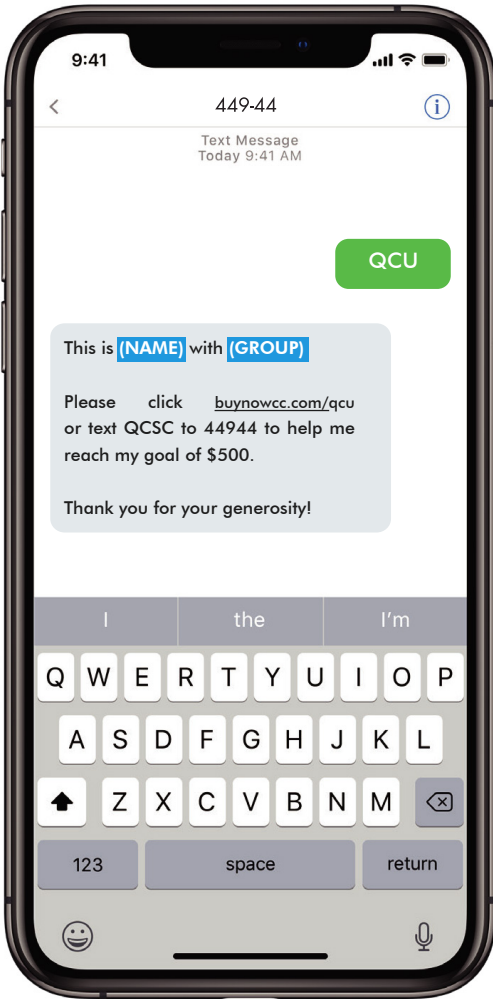 9:41
449-44
i
Text Message
Today 9:41 AM
QCU
This is (NAME) with (GROUP)
Please click buynowcc.com/qcu
or text QCSC to 44944 to help me
reach my goal of $500.
Thank you for your generosity!
I the I'm
Q W E R T Y U I O P
A S D F G H J K L
Z X C V B N M
123 space return